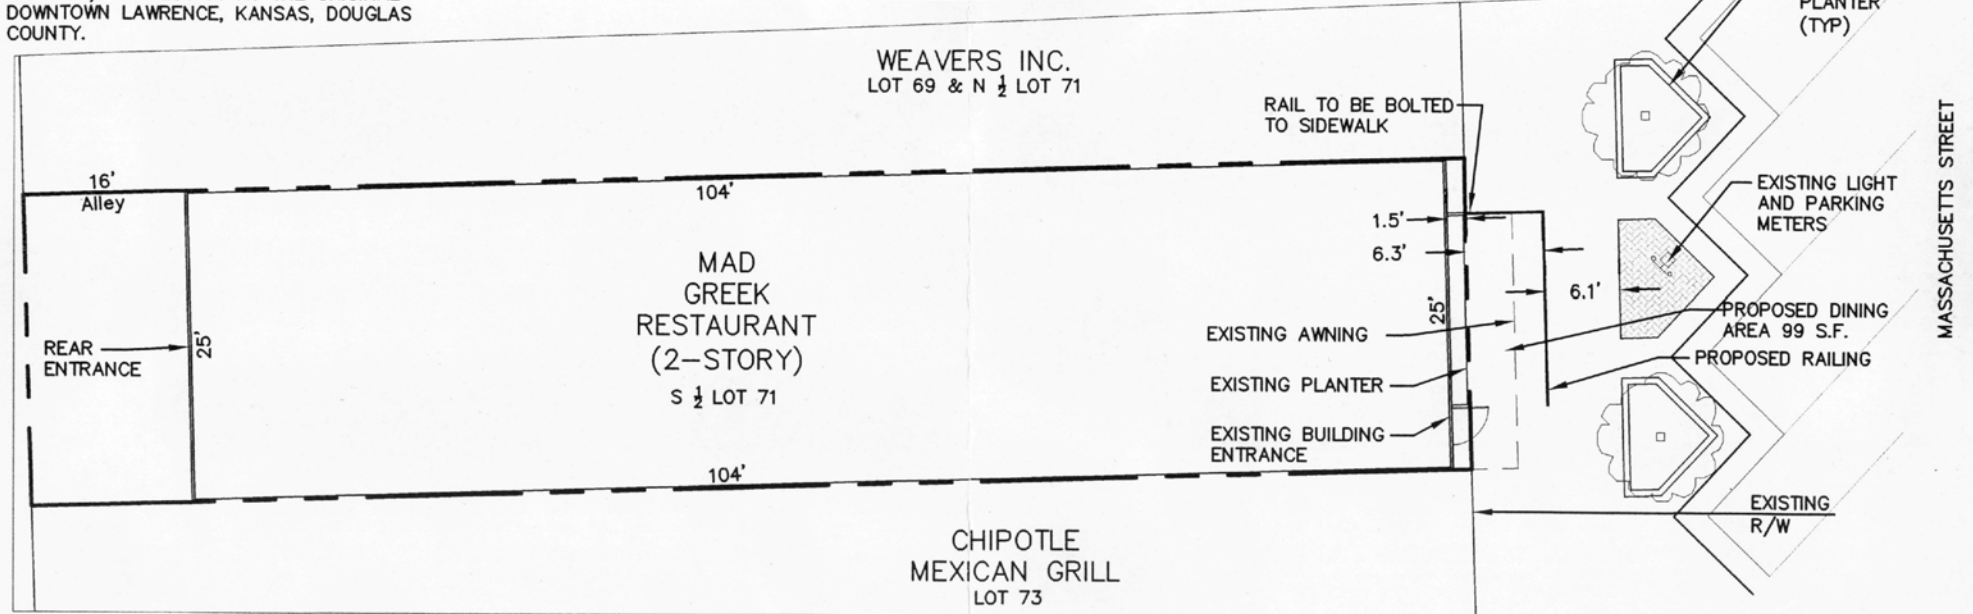 DOWNTOWN LAWRENCE, KANSAS, DOUGLAS
COUNTY.
PLANTER
(TYP)
WEAVERS INC.
LOT 69 & N ½ LOT 71
RAIL TO BE BOLTED
TO SIDEWALK
MASSACHUSETTS STREET
16'
Alley
104'
EXISTING LIGHT
AND PARKING
METERS
1.5'
6.3'
6.1'
25'
MAD
GREEK
RESTAURANT
(2-STORY)
S ½ LOT 71
REAR
ENTRANCE
25'
EXISTING AWNING
PROPOSED DINING
AREA 99 S.F.
PROPOSED RAILING
EXISTING PLANTER
EXISTING BUILDING
ENTRANCE
104'
EXISTING
R/W
CHIPOTLE
MEXICAN GRILL
LOT 73